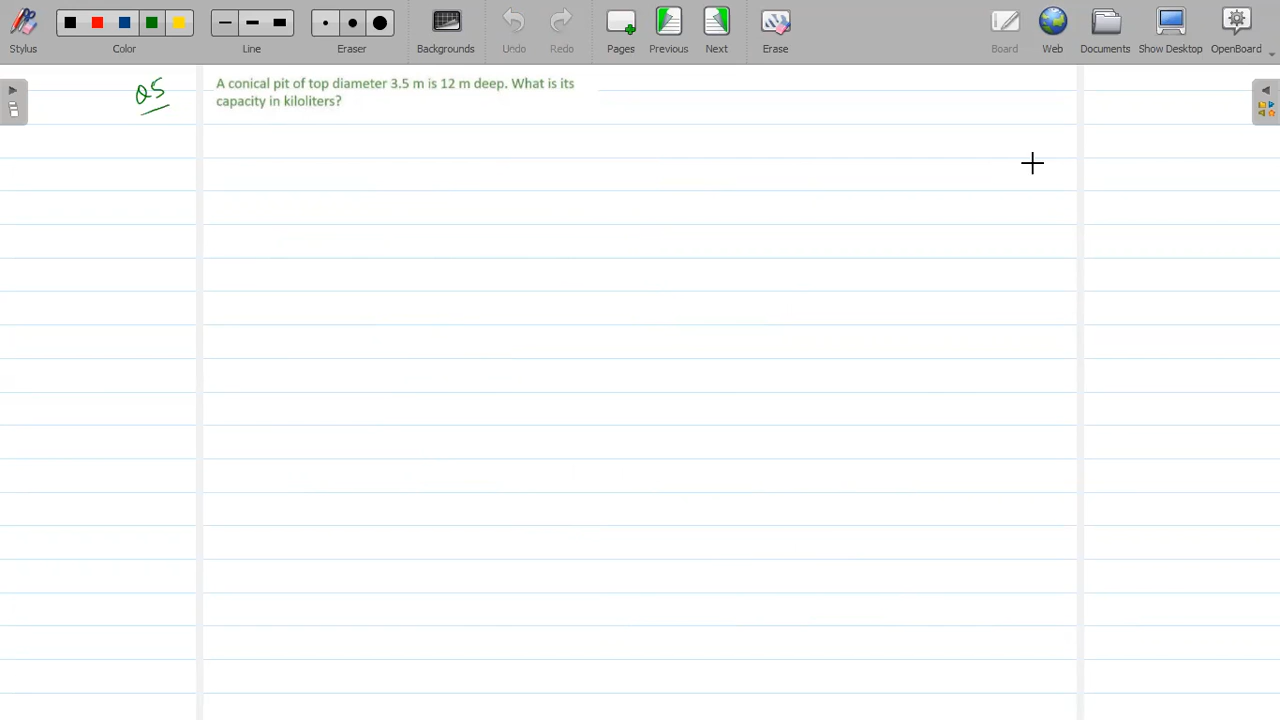 Stylus
Color
Line
Eraser
Backgrounds
Undo
Redo
Pages
Previous
Next
Erase
Board
Web
Documents
Show Desktop
OpenBoard
Q5
A conical pit of top diameter 3.5 m is 12 m deep. What is its
capacity in kiloliters?